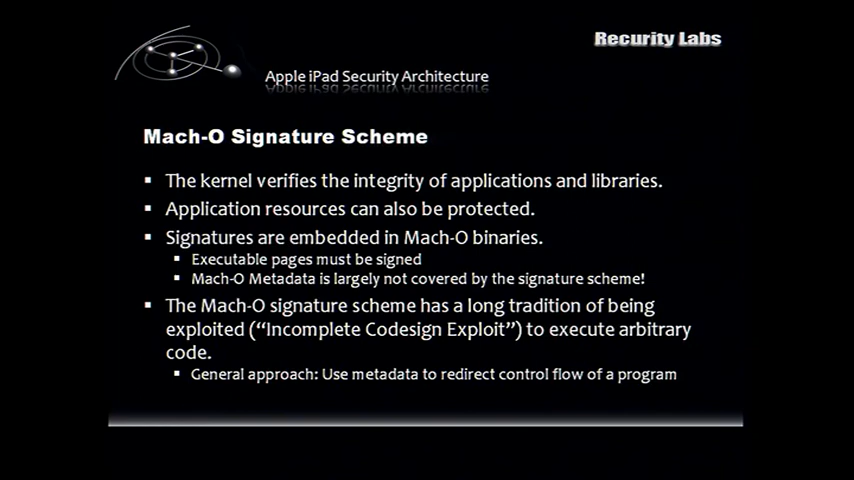 Recurity Labs
Apple iPad Security Architecture
Mach-O Signature Scheme
▪ The kernel verifies the integrity of applications and libraries.
▪ Application resources can also be protected.
▪ Signatures are embedded in Mach-O binaries.
▪ Executable pages must be signed
▪ Mach-O Metadata is largely not covered by the signature scheme!
▪ The Mach-O signature scheme has a long tradition of being
exploited (“Incomplete Codesign Exploit”) to execute arbitrary
code.
▪ General approach: Use metadata to redirect control flow of a program